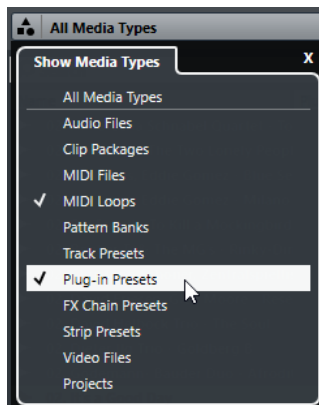 All Media Types
Show Media Types X
All Media Types
Audio Files
Clip Packages
MIDI Files
MIDI Loops
Pattern Banks
Track Presets
Plug-in Presets
FX Chain Presets
Strip Presets
Video Files
Projects